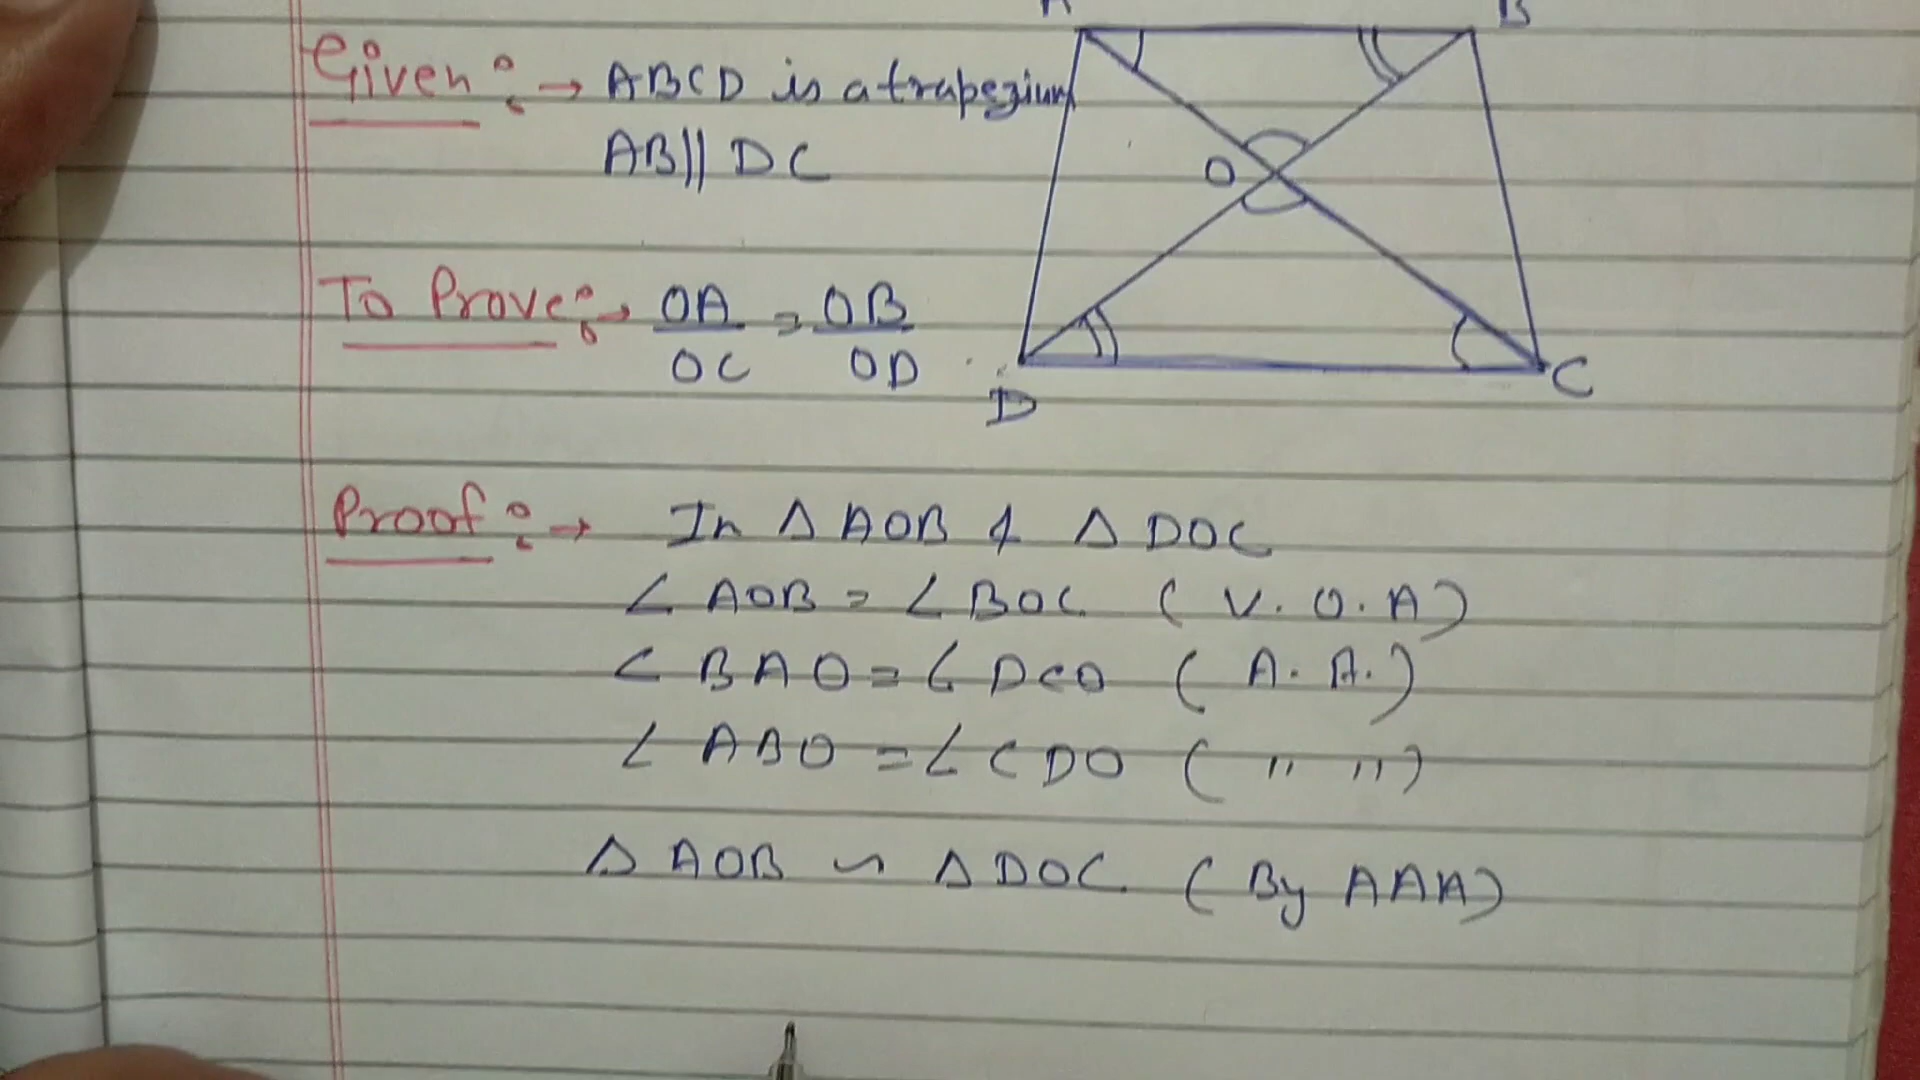 Given :→ ABCD is a trapezium
AB || DC
A B
O
D C
To Prove :→ OA/OC = OB/OD
Proof :→ In Δ AOB & Δ DOC
∠ AOB = ∠ BOC ( V. O. A )
∠ BAO = ∠ DCO ( A. A. )
∠ ABO = ∠ CDO ( " " )
Δ AOB ~ Δ DOC ( By AAA )